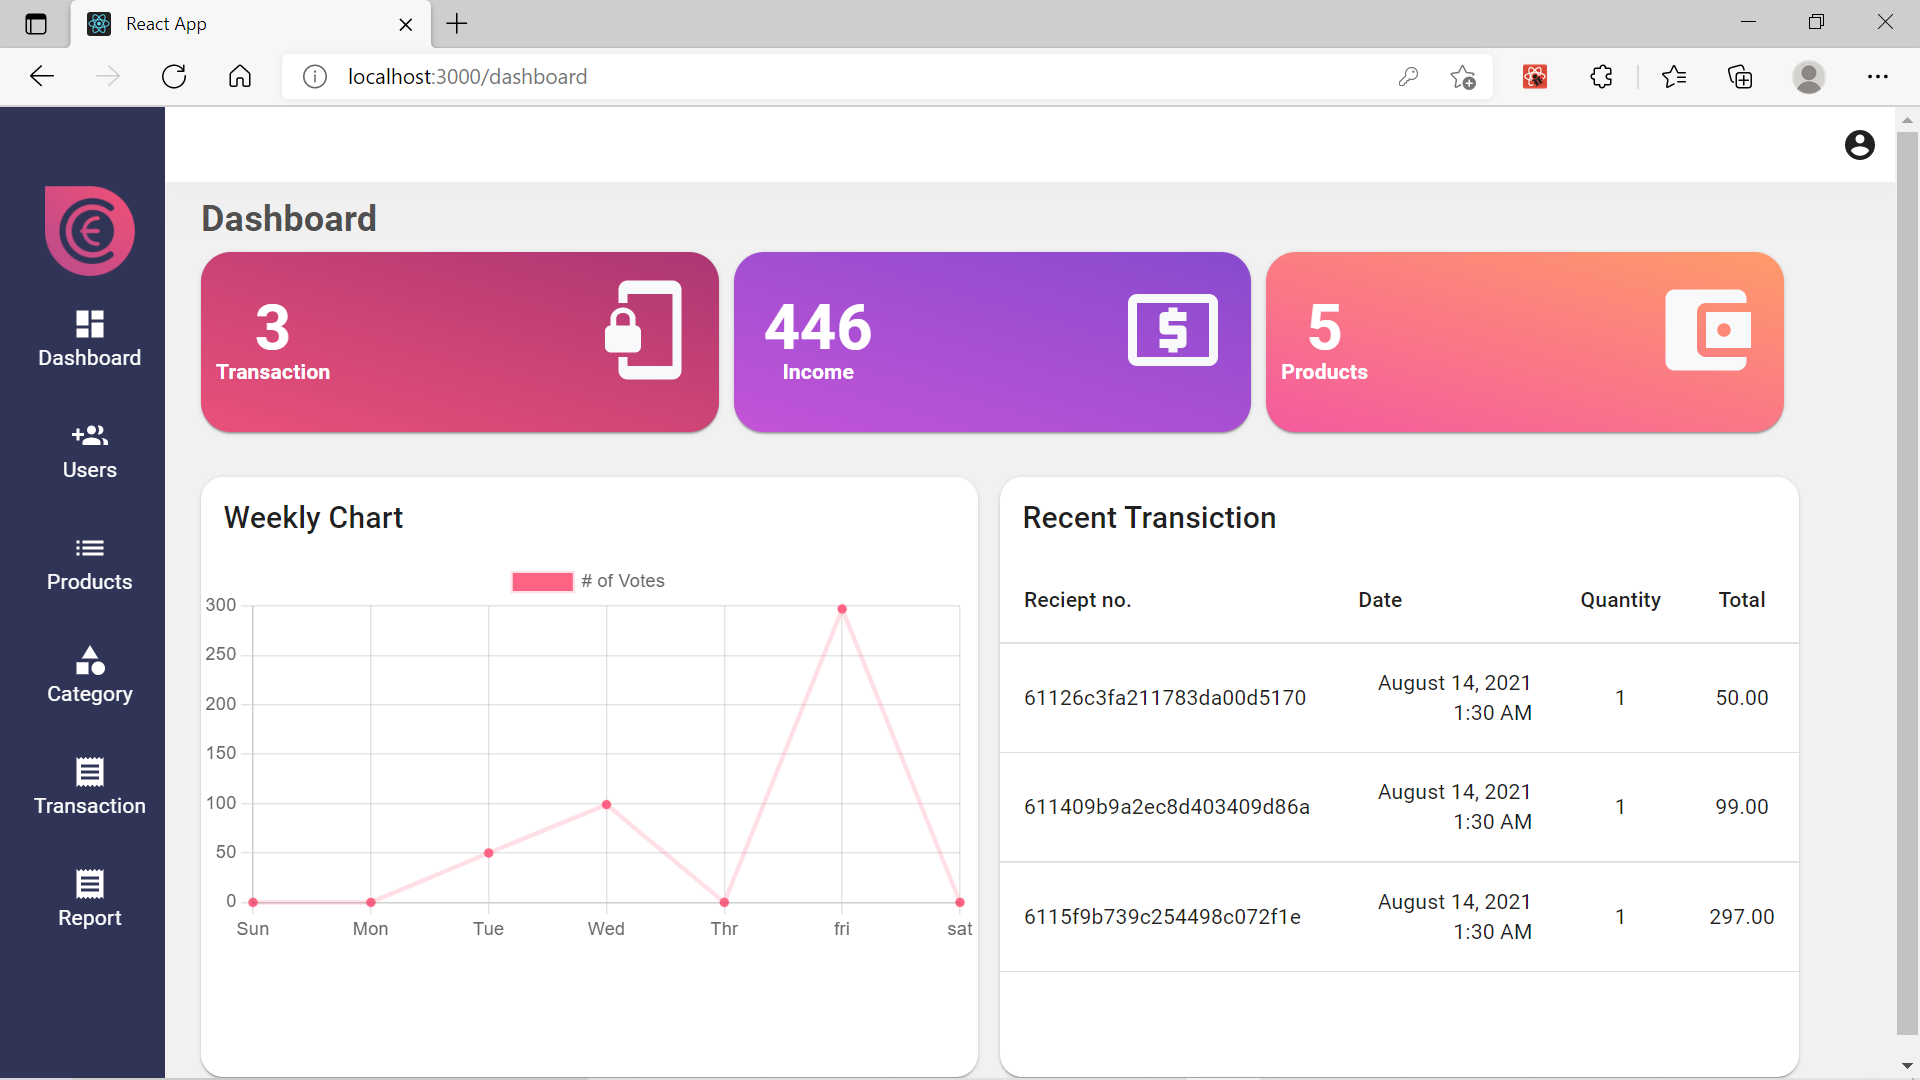 React App
localhost:3000/dashboard
Dashboard
Users
Products
Category
Transaction
Report
Dashboard
3
Transaction
446
Income
5
Products
Weekly Chart
# of Votes
300
250
200
150
100
50
0
Sun Mon Tue Wed Thr fri sat
Recent Transiction
Reciept no. Date Quantity Total
61126c3fa211783da00d5170 August 14, 2021 1 50.00
1:30 AM
611409b9a2ec8d403409d86a August 14, 2021 1 99.00
1:30 AM
6115f9b739c254498c072f1e August 14, 2021 1 297.00
1:30 AM